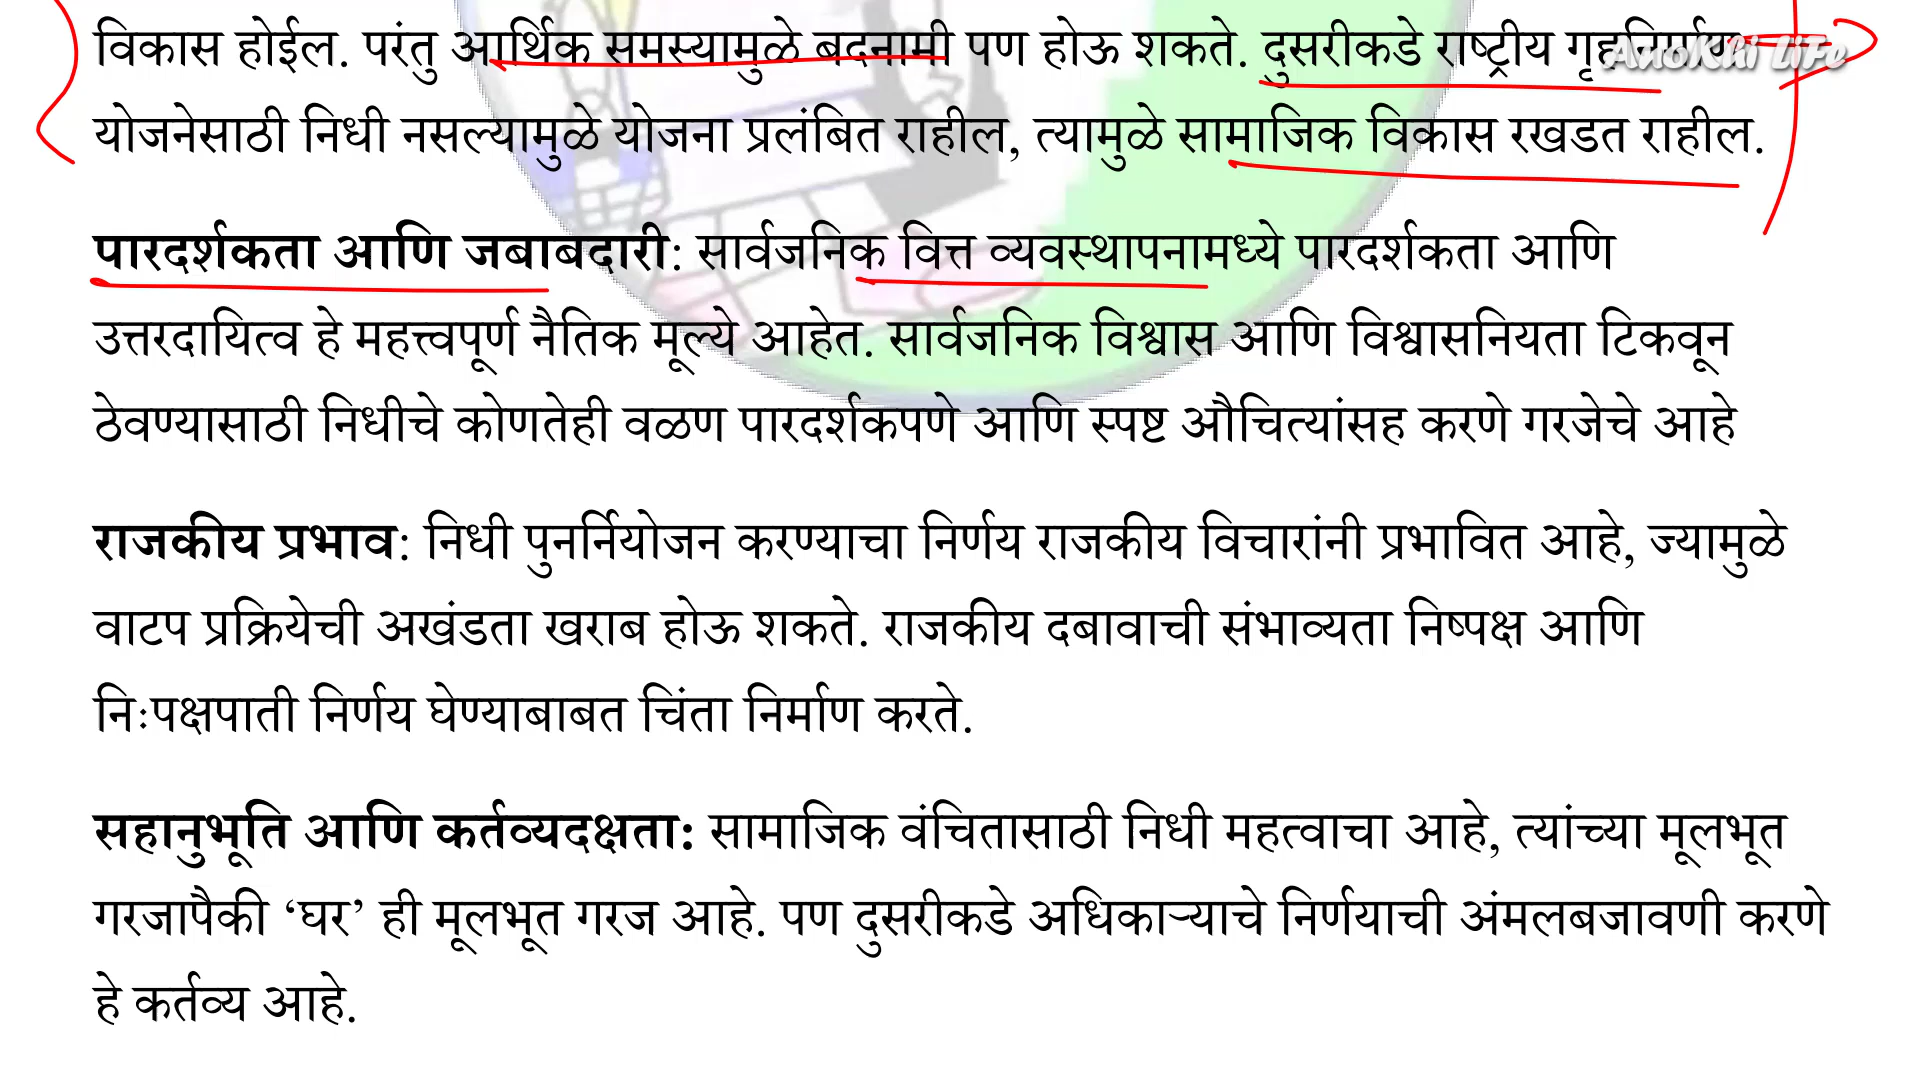 विकास होईल. परंतु आर्थिक समस्यामुळे बदनामी पण होऊ शकते. दुसरीकडे राष्ट्रीय गृहनिर्माण
AnoKhi LiFe
योजनेसाठी निधी नसल्यामुळे योजना प्रलंबित राहील, त्यामुळे सामाजिक विकास रखडत राहील.
पारदर्शकता आणि जबाबदारी: सार्वजनिक वित्त व्यवस्थापनामध्ये पारदर्शकता आणि
उत्तरदायित्व हे महत्त्वपूर्ण नैतिक मूल्ये आहेत. सार्वजनिक विश्वास आणि विश्वासनियता टिकवून
ठेवण्यासाठी निधीचे कोणतेही वळण पारदर्शकपणे आणि स्पष्ट औचित्यांसह करणे गरजेचे आहे
राजकीय प्रभाव: निधी पुनर्नियोजन करण्याचा निर्णय राजकीय विचारांनी प्रभावित आहे, ज्यामुळे
वाटप प्रक्रियेची अखंडता खराब होऊ शकते. राजकीय दबावाची संभाव्यता निष्पक्ष आणि
निःपक्षपाती निर्णय घेण्याबाबत चिंता निर्माण करते.
सहानुभूति आणि कर्तव्यदक्षता: सामाजिक वंचितासाठी निधी महत्वाचा आहे, त्यांच्या मूलभूत
गरजापैकी ‘घर’ ही मूलभूत गरज आहे. पण दुसरीकडे अधिकाऱ्याचे निर्णयाची अंमलबजावणी करणे
हे कर्तव्य आहे.